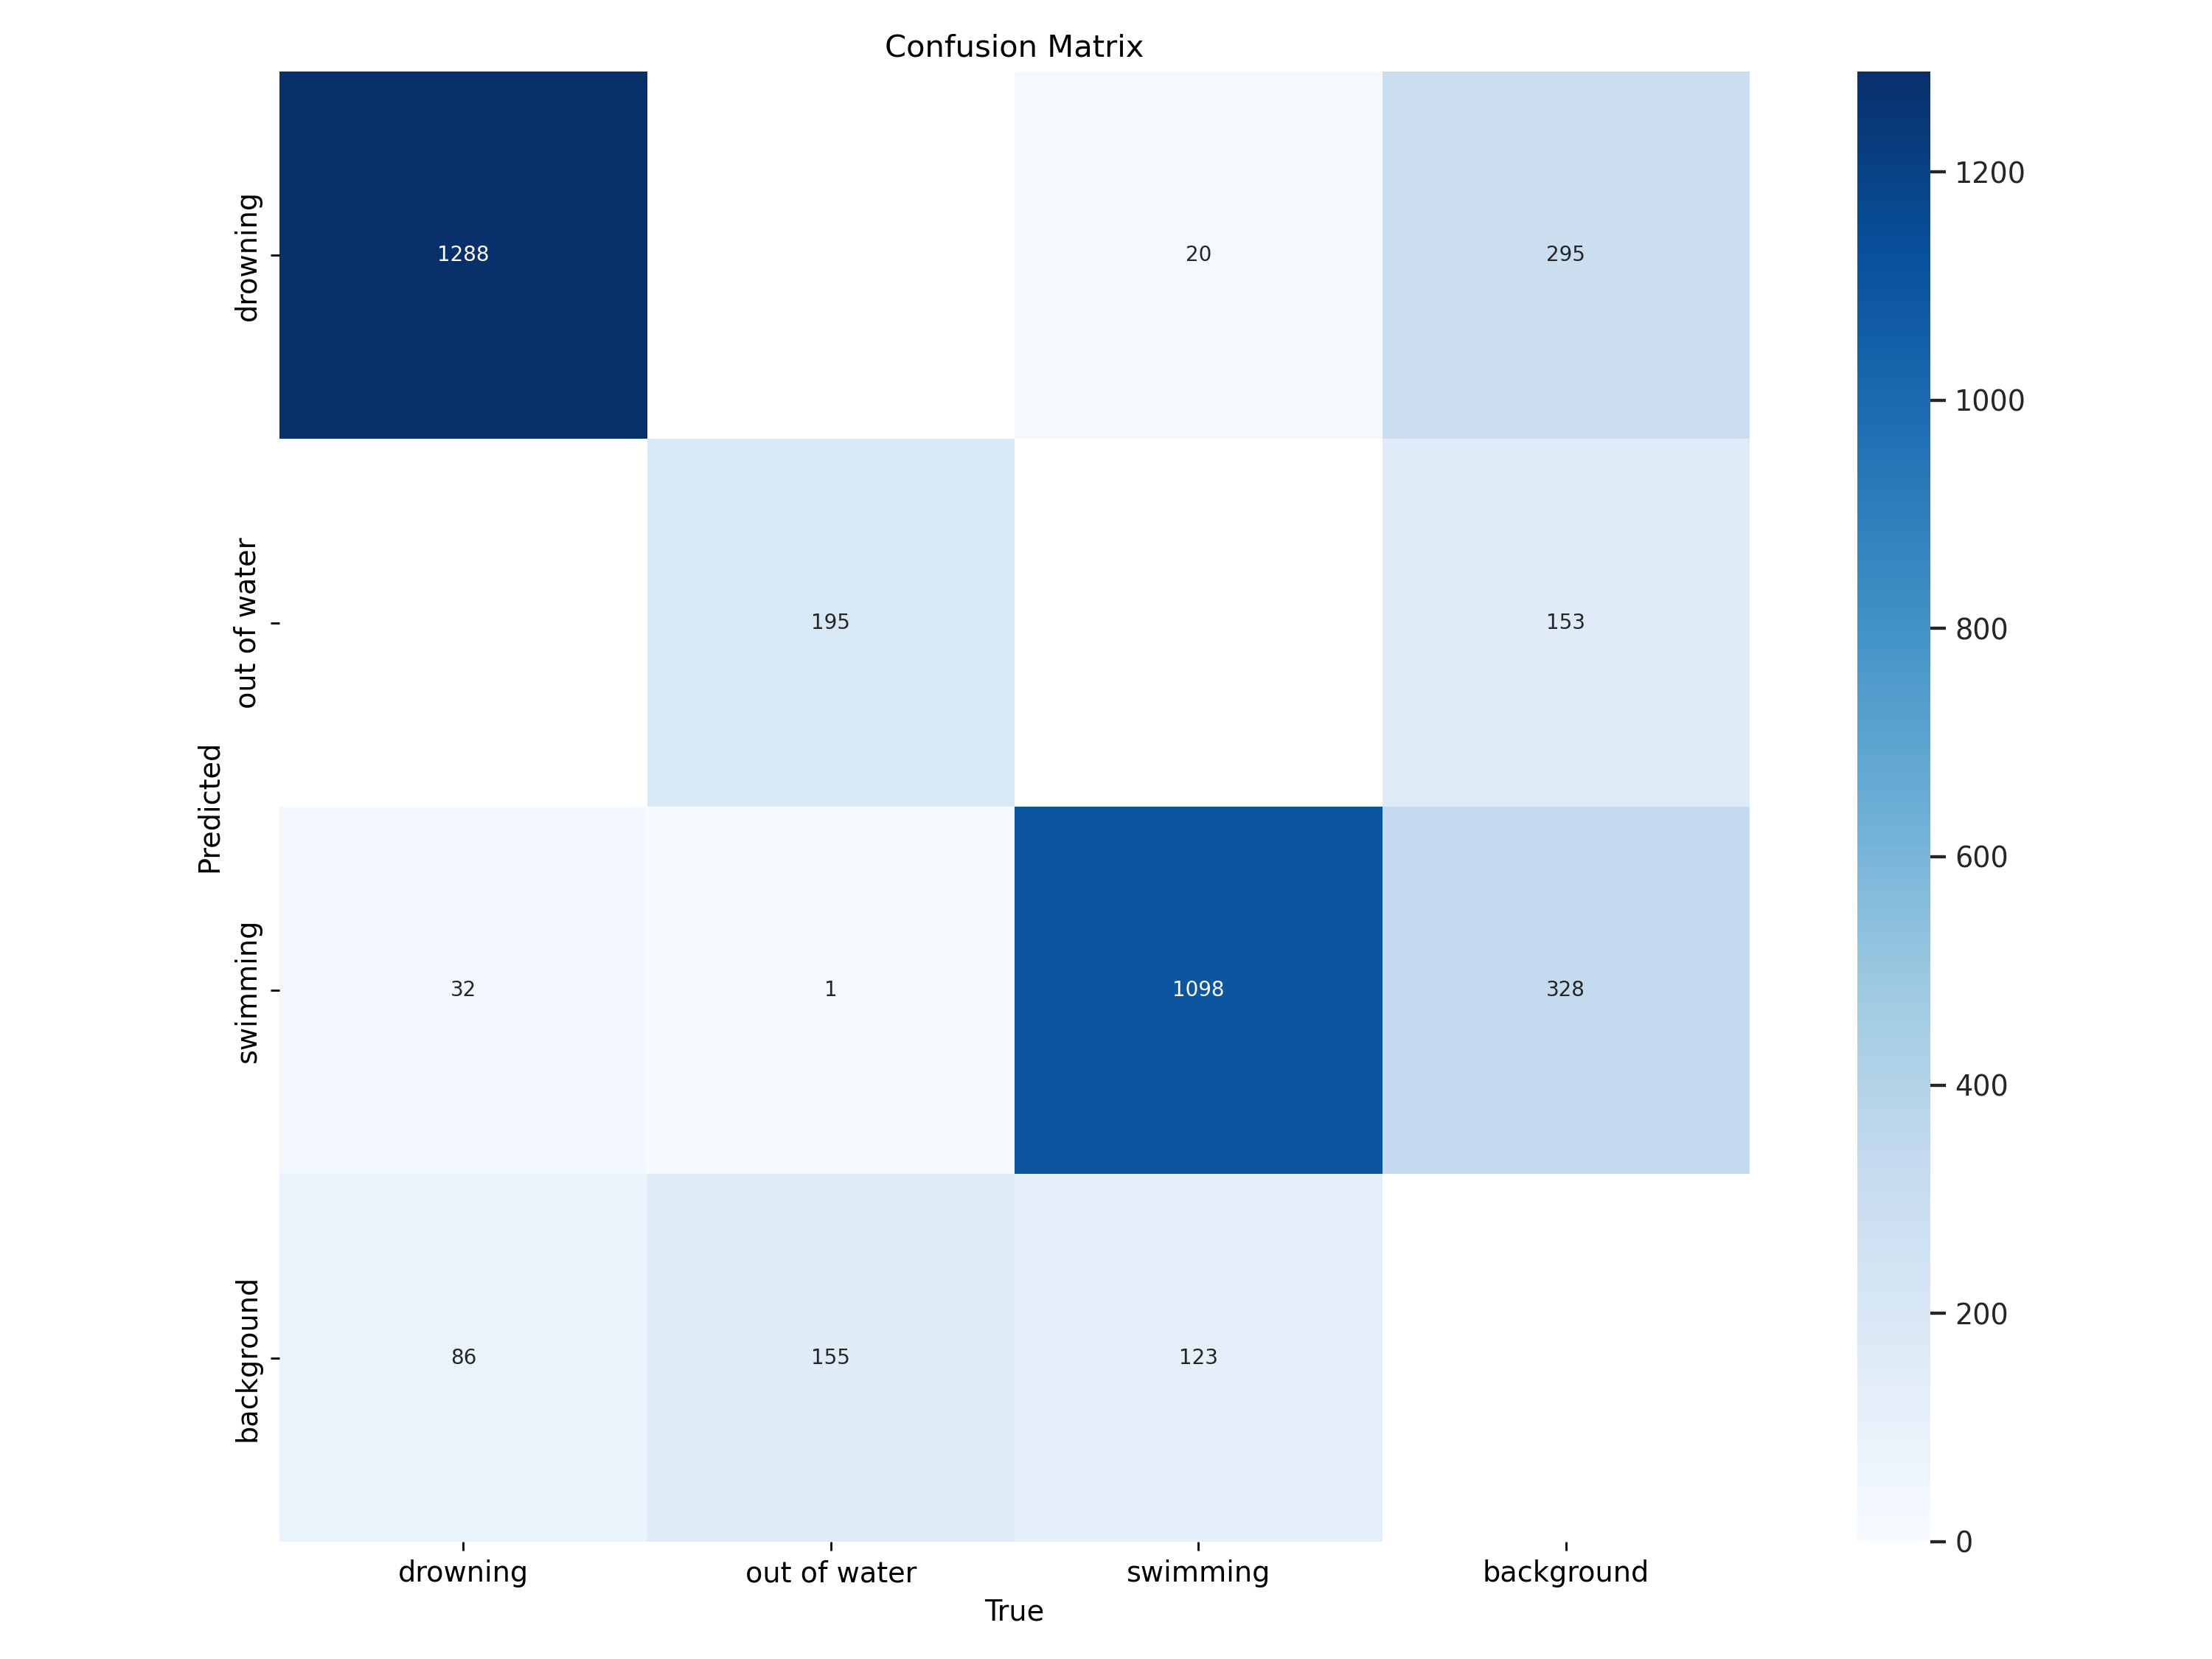 Confusion Matrix
drowning
1288
20
295
out of water
195
153
swimming
32
1
1098
328
background
86
155
123
Predicted
drowning
out of water
swimming
background
True
1200
1000
800
600
400
200
0